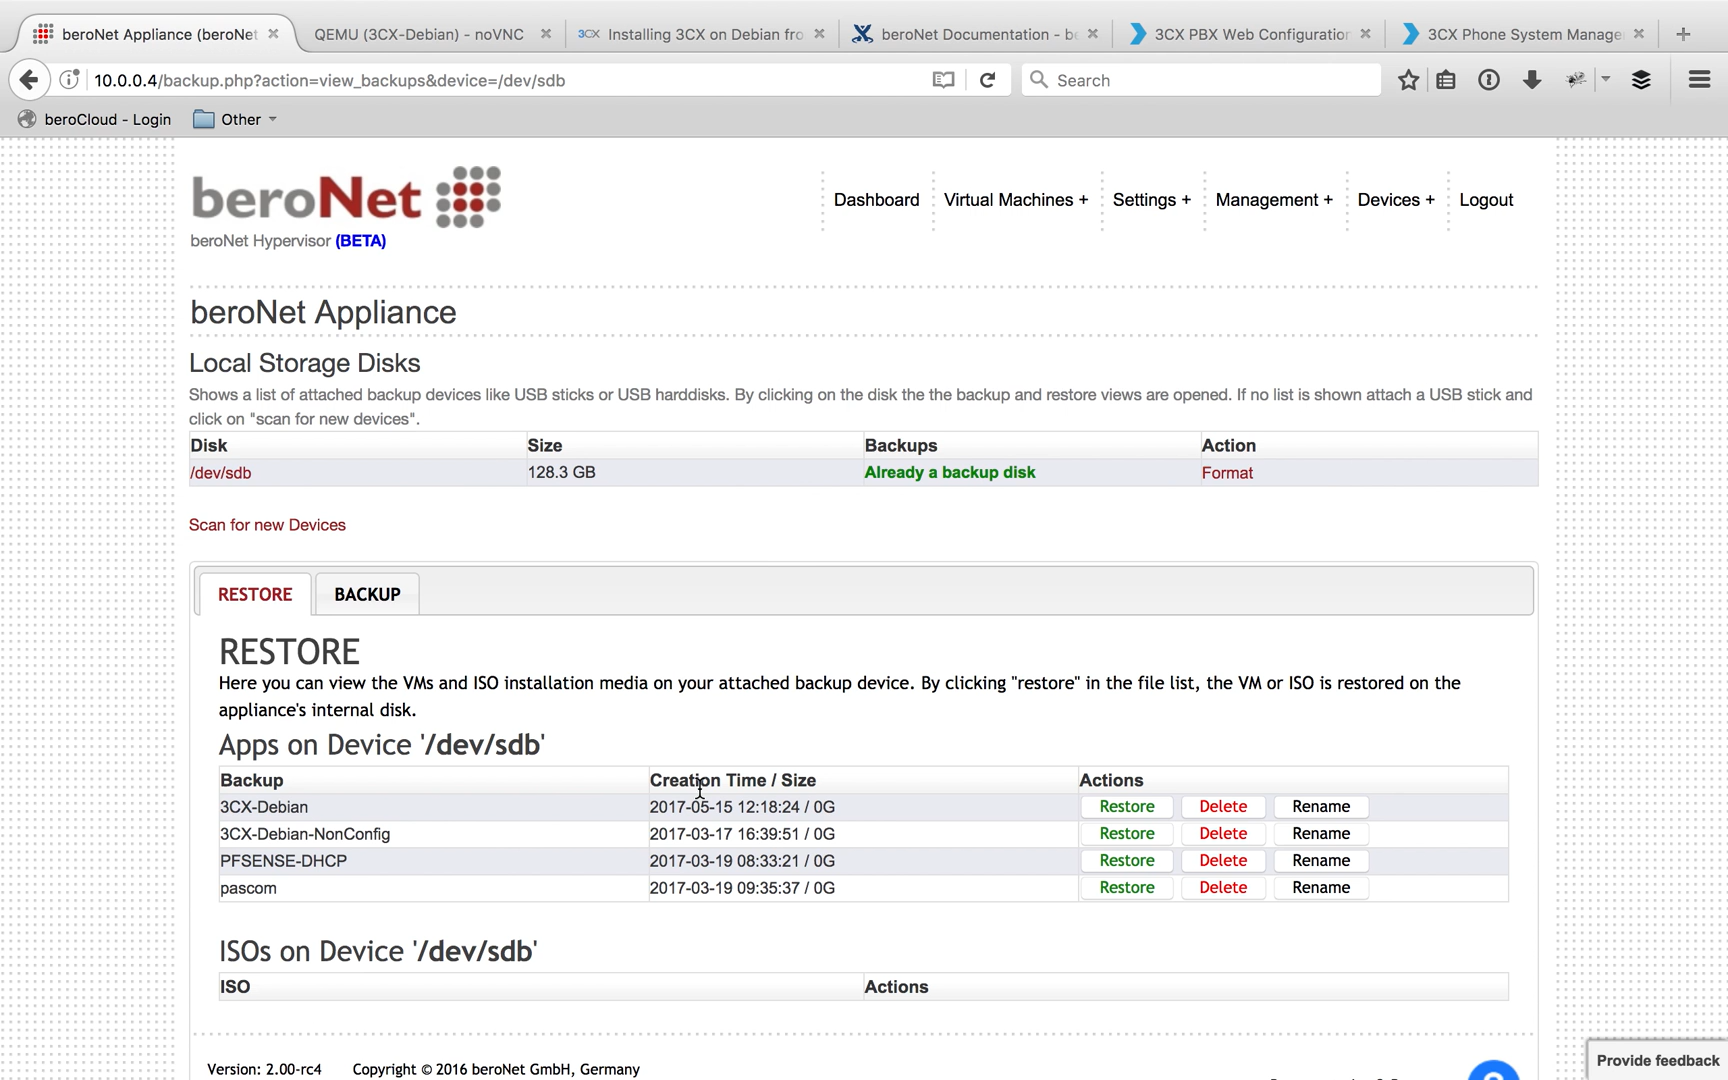 beroNet Appliance (beroNet
QEMU (3CX-Debian) - noVNC
3CX Installing 3CX on Debian fro
beroNet Documentation - be
3CX PBX Web Configuration
3CX Phone System Manage
10.0.0.4/backup.php?action=view_backups&device=/dev/sdb
Search
beroCloud - Login
Other
beroNet
beroNet Hypervisor (BETA)
Dashboard
Virtual Machines +
Settings +
Management +
Devices +
Logout
beroNet Appliance
Local Storage Disks
Shows a list of attached backup devices like USB sticks or USB harddisks. By clicking on the disk the the backup and restore views are opened. If no list is shown attach a USB stick and
click on "scan for new devices".
Disk Size Backups Action
/dev/sdb 128.3 GB Already a backup disk Format
Scan for new Devices
RESTORE BACKUP
RESTORE
Here you can view the VMs and ISO installation media on your attached backup device. By clicking "restore" in the file list, the VM or ISO is restored on the
appliance's internal disk.
Apps on Device '/dev/sdb'
Backup Creation Time / Size Actions
3CX-Debian 2017-05-15 12:18:24 / 0G Restore Delete Rename
3CX-Debian-NonConfig 2017-03-17 16:39:51 / 0G Restore Delete Rename
PFSENSE-DHCP 2017-03-19 08:33:21 / 0G Restore Delete Rename
pascom 2017-03-19 09:35:37 / 0G Restore Delete Rename
ISOs on Device '/dev/sdb'
ISO Actions
Version: 2.00-rc4 Copyright © 2016 beroNet GmbH, Germany
Provide feedback